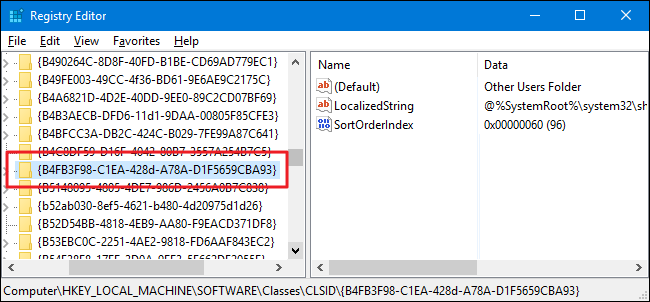 Registry Editor
File Edit View Favorites Help
{B490264C-8D8F-40FD-B1BE-CD69AD779EC1}
{B49FE003-49CC-4f36-BD61-9E6AE9C2175C}
{B4A6821D-4D2E-40DD-9EE0-89C2CD07BF69}
{B4B3AECB-DFD6-11d1-9DAA-00805F85CFE3}
{B4BFCC3A-DB2C-424C-B029-7FE99A87C641}
{B4C8DF59-D16F-4042-80B7-3557A254B7C5}
{B4FB3F98-C1EA-428d-A78A-D1F5659CBA93}
{B5148095-4805-4DE7-986D-2456A0B7C838}
{b52ab030-8ef5-4621-b480-4d20975d1d26}
{B52D54BB-4818-4EB9-AA80-F9EACD371DF8}
{B53EBC0C-2251-4AE2-9818-FD6AAF843EC2}
Name Data
(Default) Other Users Folder
LocalizedString @%SystemRoot%\system32\sh
SortOrderIndex 0x00000060 (96)
Computer\HKEY_LOCAL_MACHINE\SOFTWARE\Classes\CLSID\{B4FB3F98-C1EA-428d-A78A-D1F5659CBA93}